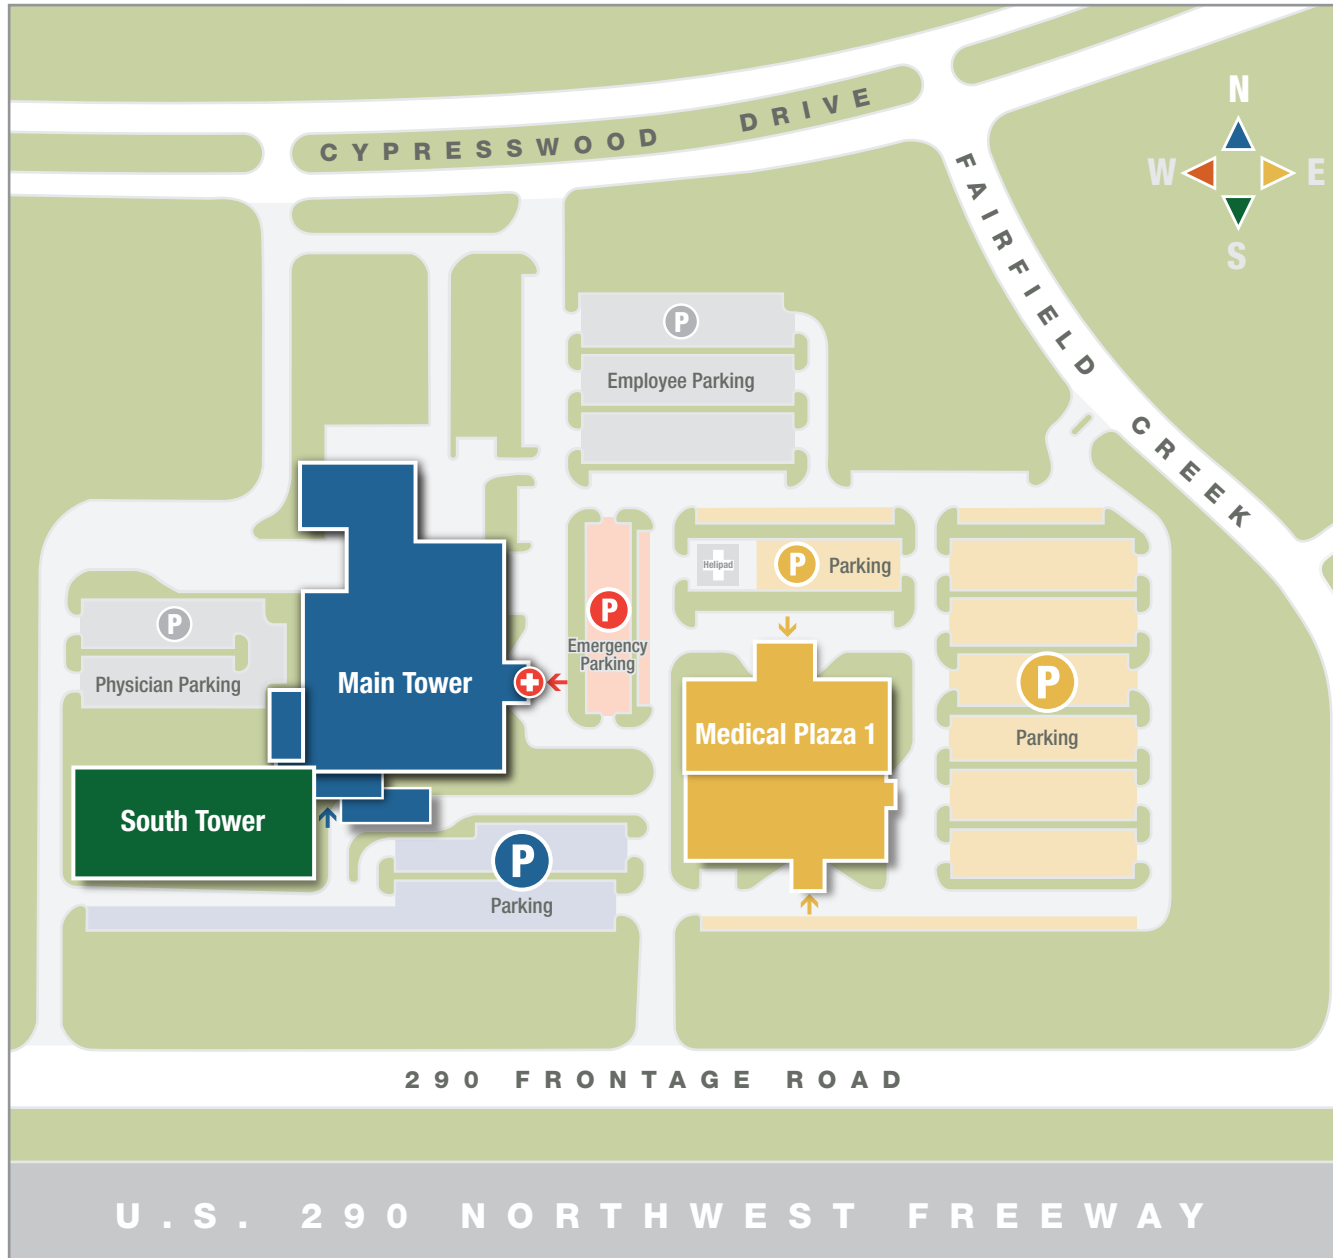 CYPRESSWOOD DRIVE
N
W E
S
FAIRFIELD CREEK
P
Employee Parking
Helipad
P Parking
P
Emergency
Parking
P
Physician Parking
Main Tower
P
Parking
Medical Plaza 1
South Tower
P
Parking
290 FRONTAGE ROAD
U.S. 290 NORTHWEST FREEWAY